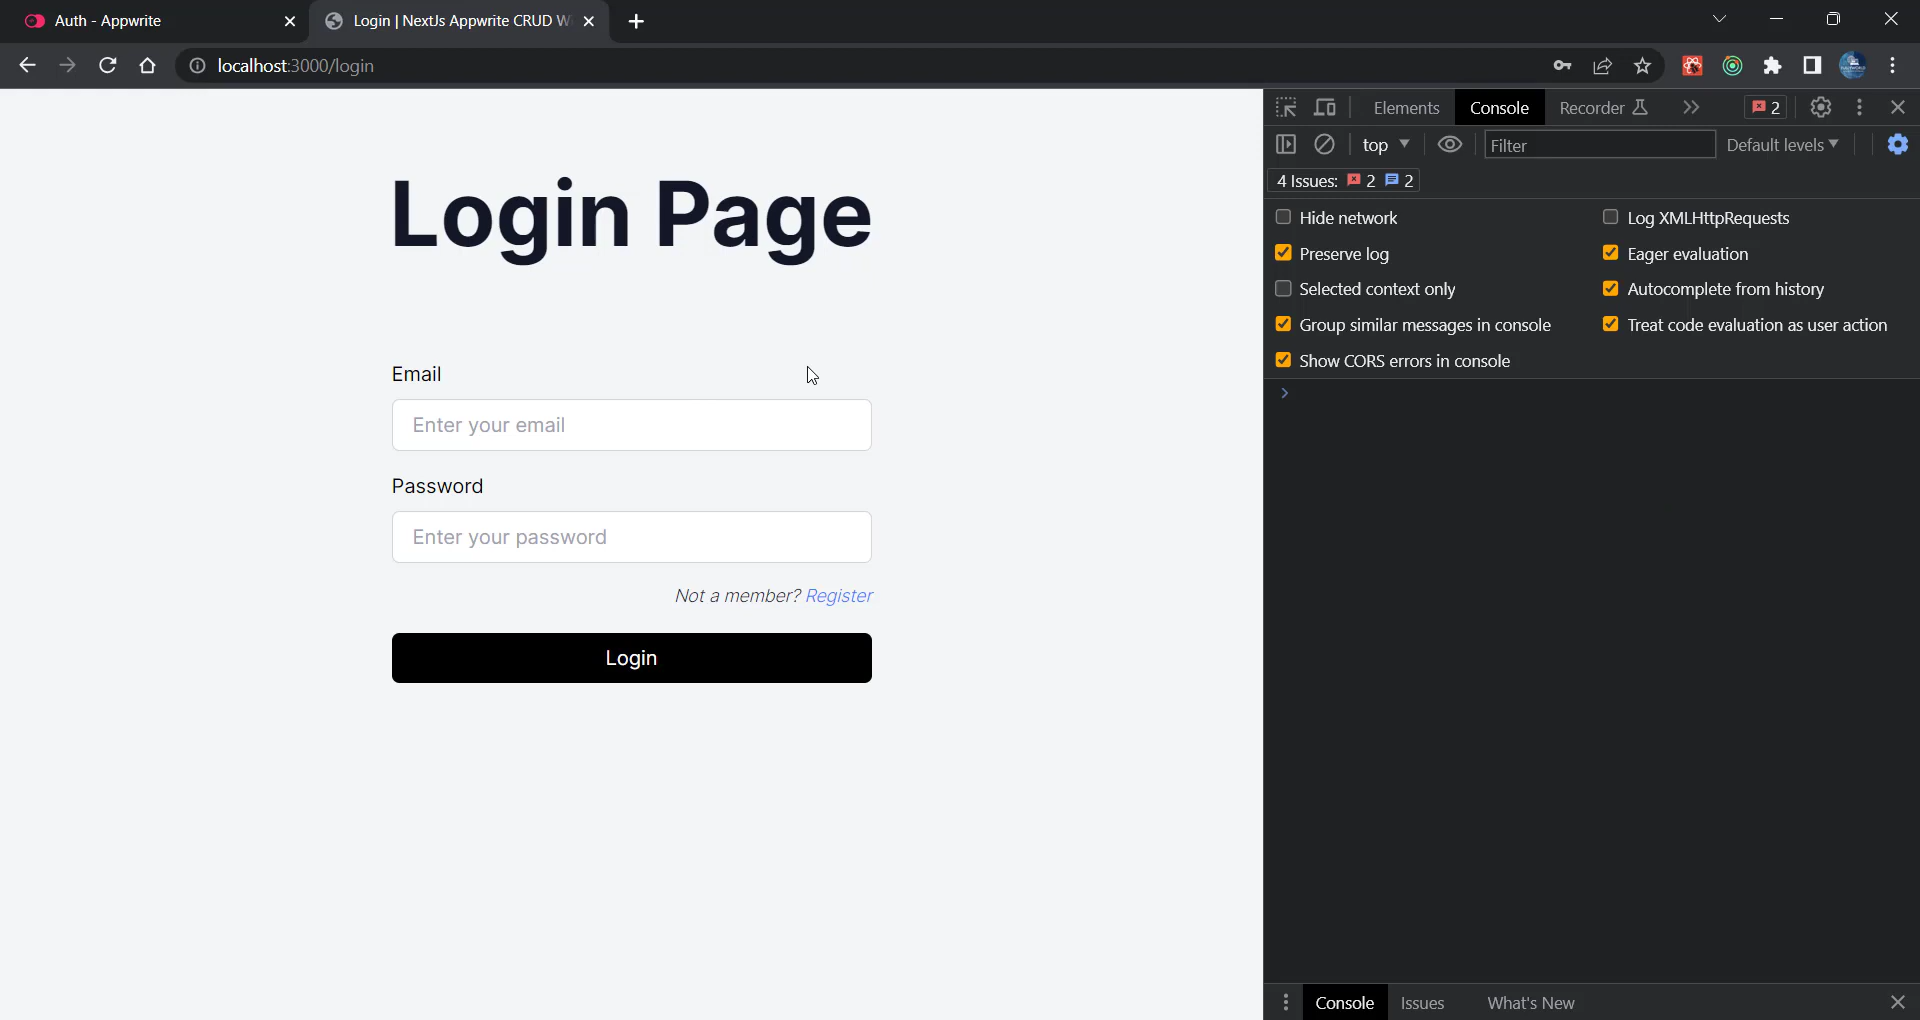 Auth - Appwrite
Login | NextJs Appwrite CRUD W
localhost:3000/login
Elements
Console
Recorder
2
top
Filter
Default levels
4 Issues: 2 2
Hide network
Log XMLHttpRequests
Preserve log
Eager evaluation
Selected context only
Autocomplete from history
Group similar messages in console
Treat code evaluation as user action
Show CORS errors in console
Login Page
Email
Enter your email
Password
Enter your password
Not a member? Register
Login
Console
Issues
What's New